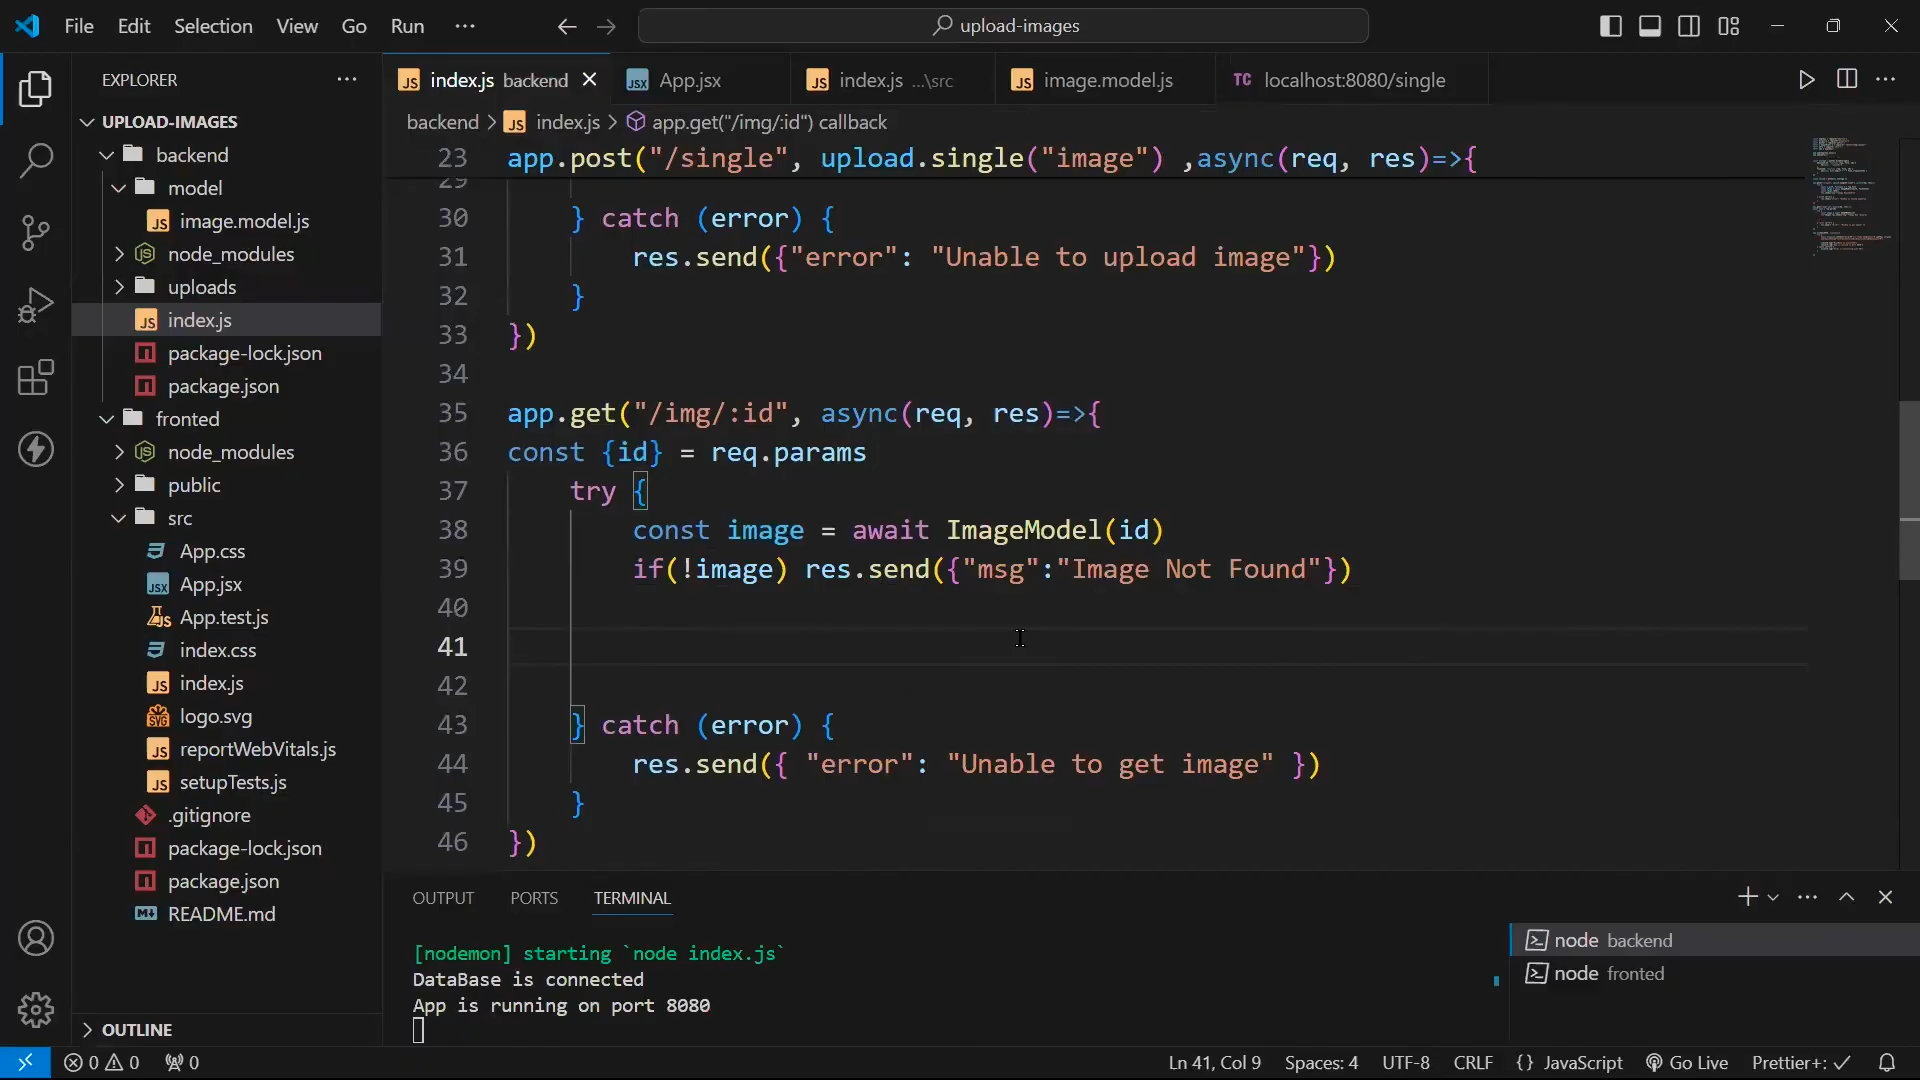 File Edit Selection View Go Run ···
upload-images
EXPLORER
UPLOAD-IMAGES
backend
model
image.model.js
node_modules
uploads
index.js
package-lock.json
package.json
fronted
node_modules
public
src
App.css
App.jsx
App.test.js
index.css
index.js
logo.svg
reportWebVitals.js
setupTests.js
.gitignore
package-lock.json
package.json
README.md
OUTLINE
index.js backend
App.jsx
index.js ...\src
image.model.js
TC localhost:8080/single
backend > JS index.js > app.get("/img/:id") callback
23 app.post("/single", upload.single("image") ,async(req, res)=>{
29
30 } catch (error) {
31 res.send({"error": "Unable to upload image"})
32 }
33 })
34
35 app.get("/img/:id", async(req, res)=>{
36 const {id} = req.params
37 try {
38 const image = await ImageModel(id)
39 if(!image) res.send({"msg":"Image Not Found"})
40
41
42
43 } catch (error) {
44 res.send({ "error": "Unable to get image" })
45 }
46 })
OUTPUT PORTS TERMINAL
[nodemon] starting `node index.js`
DataBase is connected
App is running on port 8080
node backend
node fronted
0 0 0
Ln 41, Col 9 Spaces: 4 UTF-8 CRLF {} JavaScript Go Live Prettier+: ✓